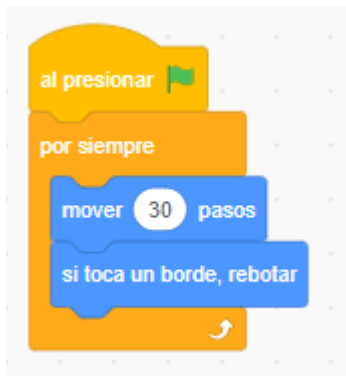 al presionar
por siempre
mover 30 pasos
si toca un borde, rebotar